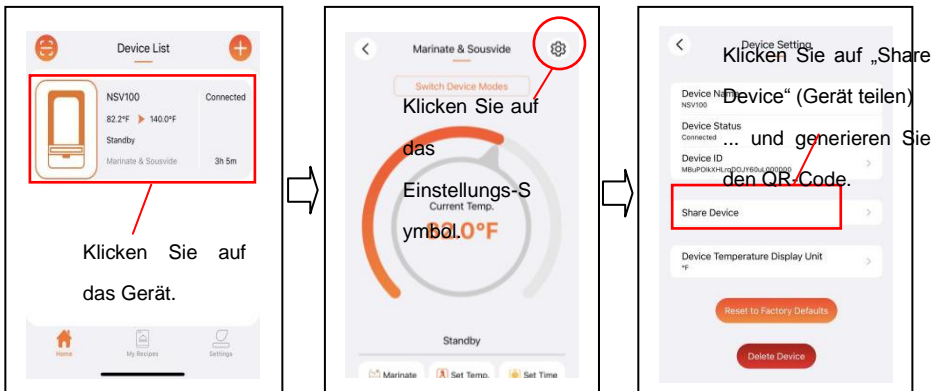 Device List
NSV100
Connected
82.2°F 140.0°F
Standby
Marinate & Sousvide
3h 5m
Klicken Sie auf
das Gerät.
Home
My Recipes
Settings
Marinate & Sousvide
Switch Device Modes
Klicken Sie auf
das
Einstellungs-S
ymbol.
Current Temp.
82.0°F
Standby
Marinate
Set Temp.
Set Time
Device Setting
Klicken Sie auf „Share
Device“ (Gerät teilen)
... und generieren Sie
den QR-Code.
Device Name
NSV100
Device Status
Connected
Device ID
Share Device
Device Temperature Display Unit
°F
Reset to Factory Defaults
Delete Device